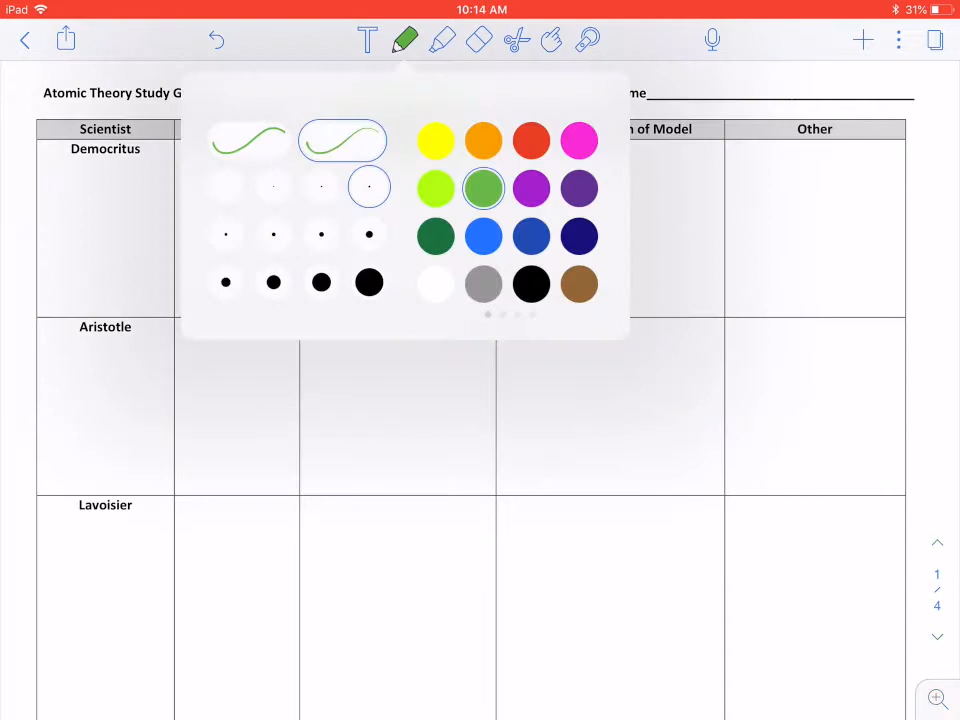 iPad 10:14 AM 31%
T
Atomic Theory Study G me
Scientist n of Model Other
Democritus
Aristotle
Lavoisier
1
/
4